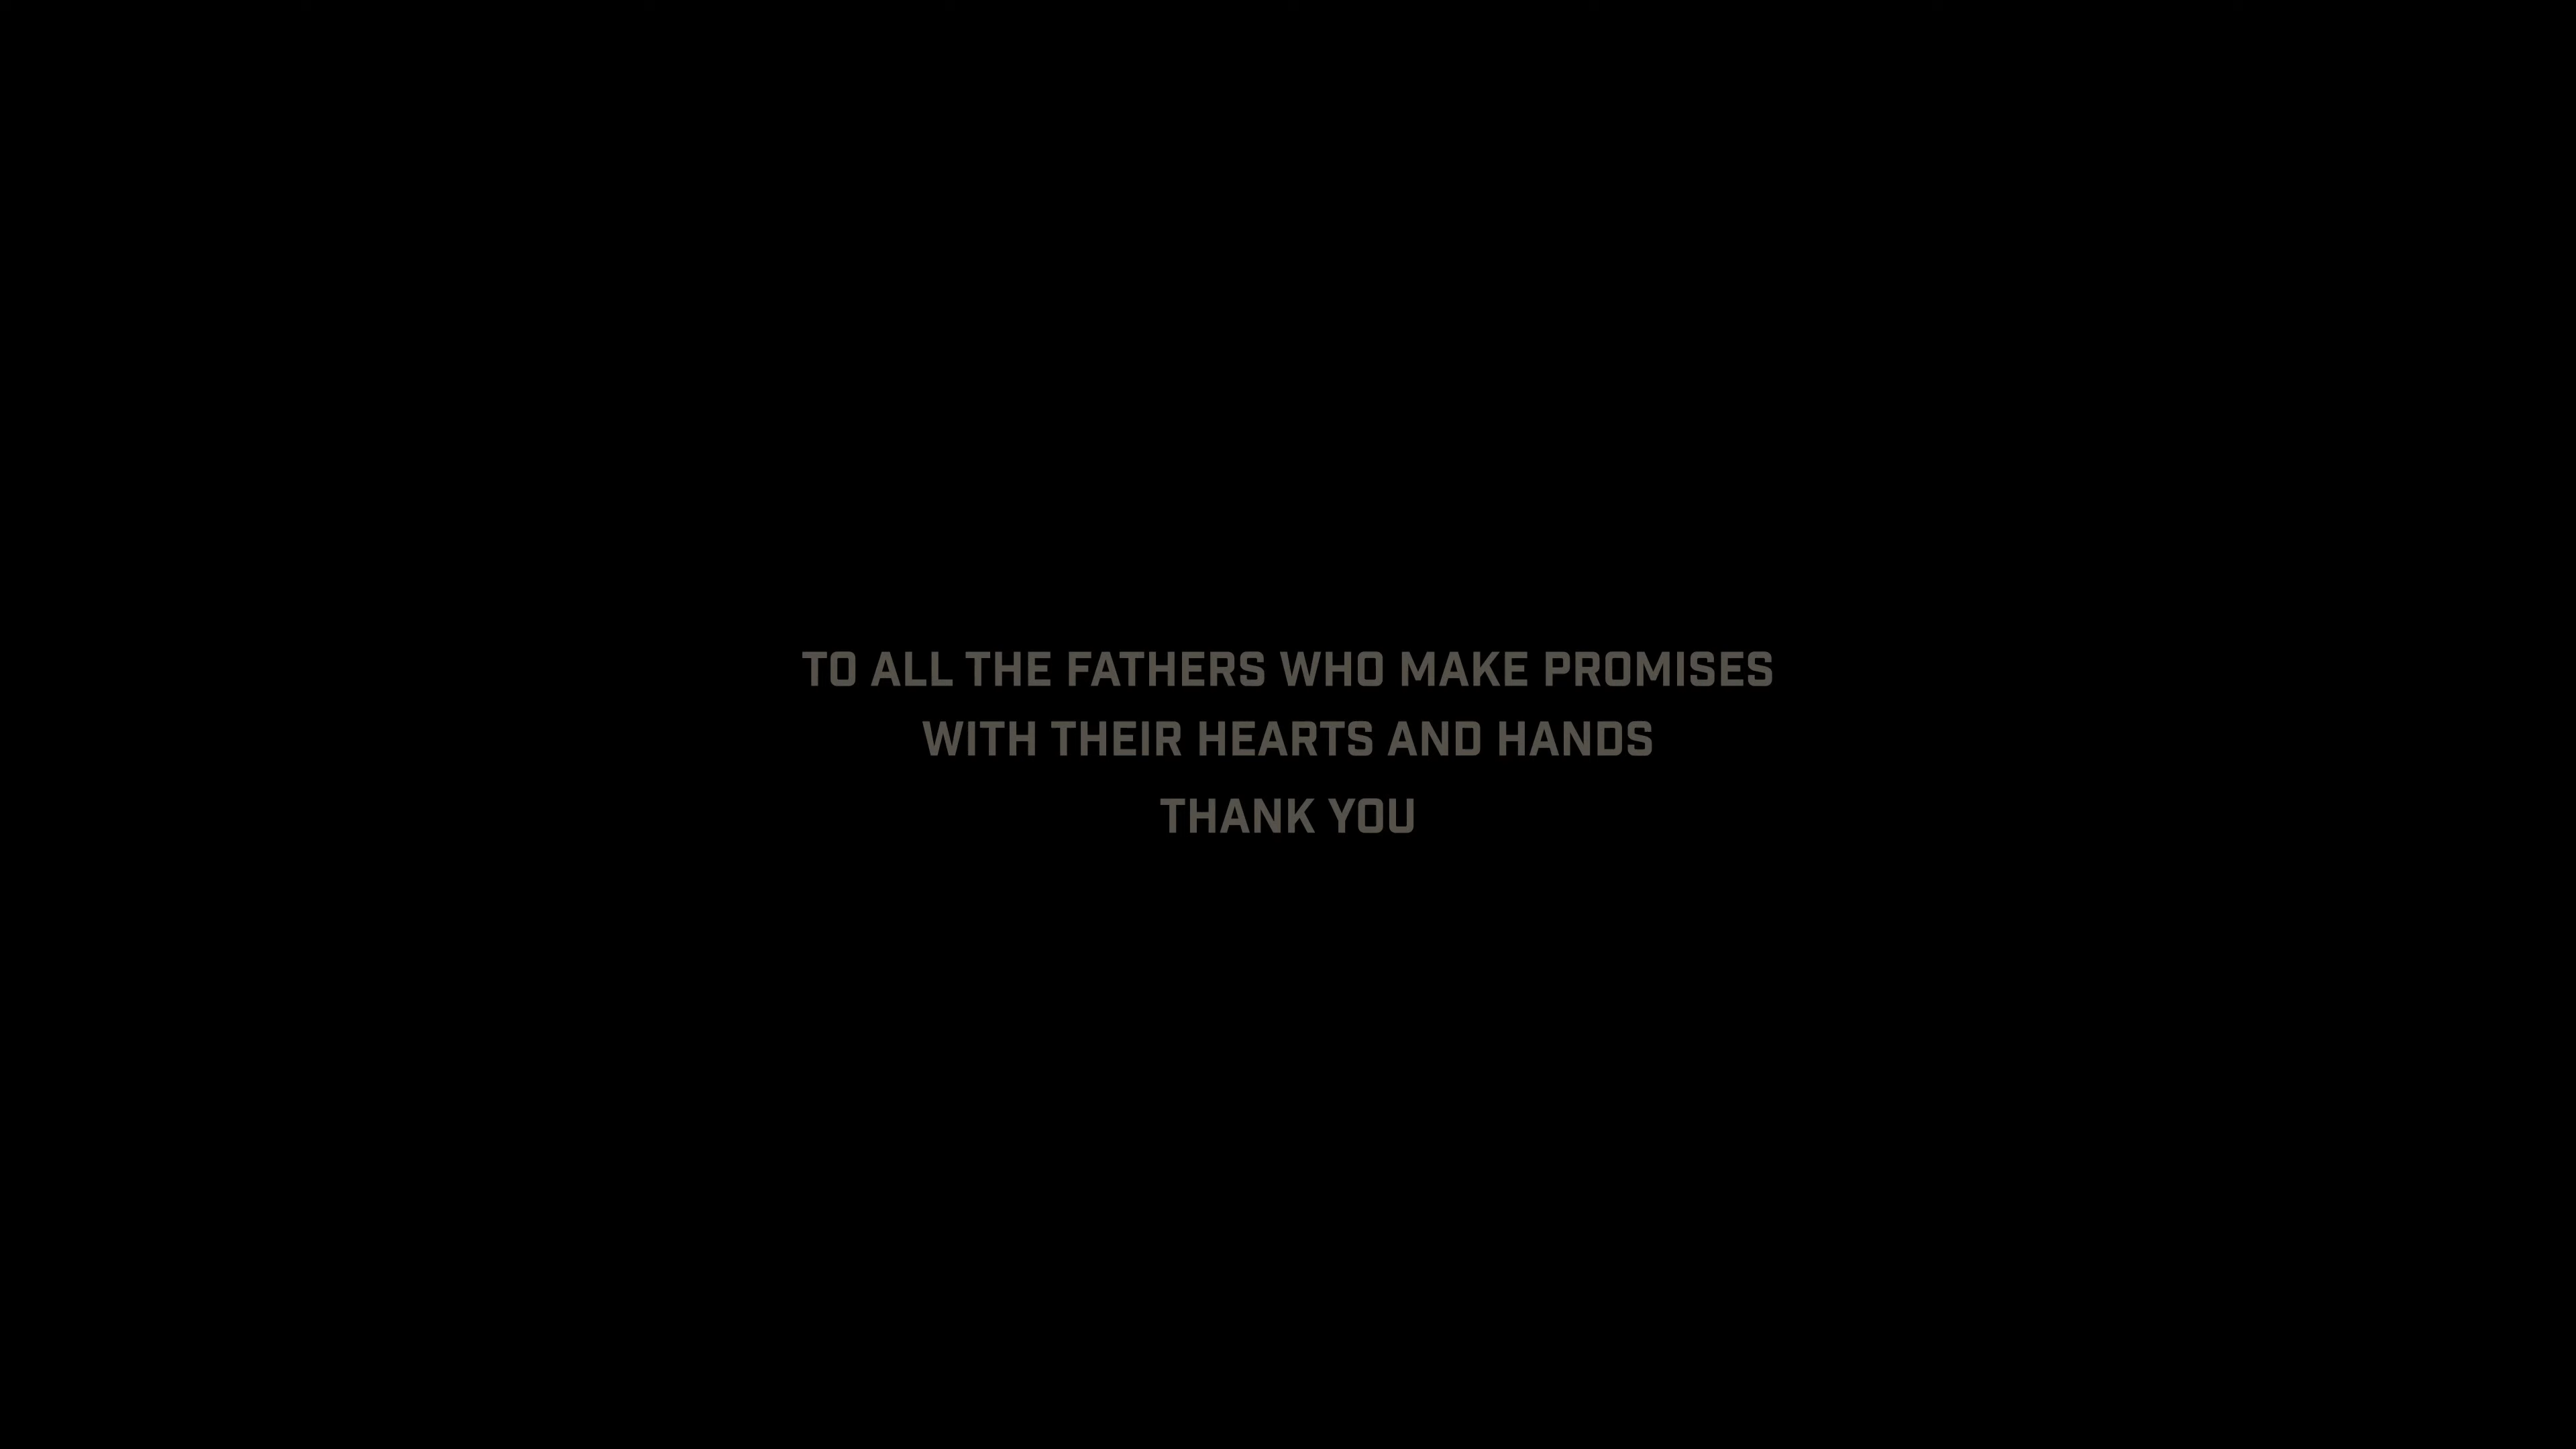 TO ALL THE FATHERS WHO MAKE PROMISES
WITH THEIR HEARTS AND HANDS
THANK YOU